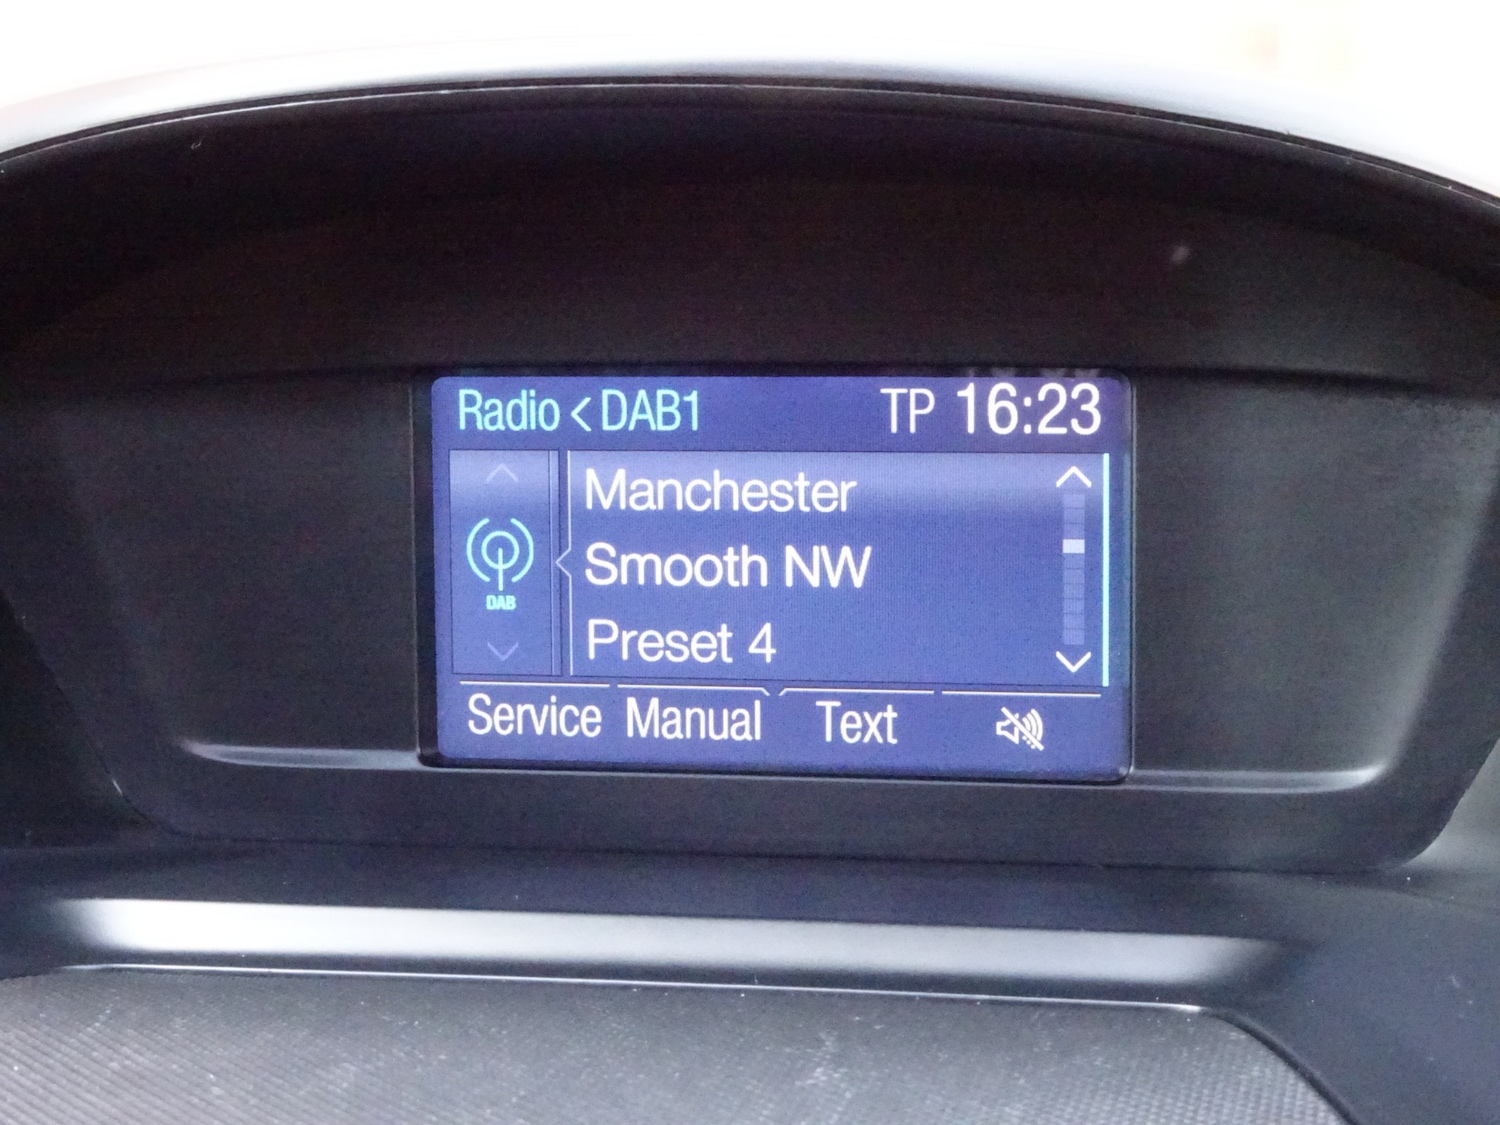 Radio < DAB1 TP 16:23
Manchester
Smooth NW
DAB
Preset 4
Service Manual Text